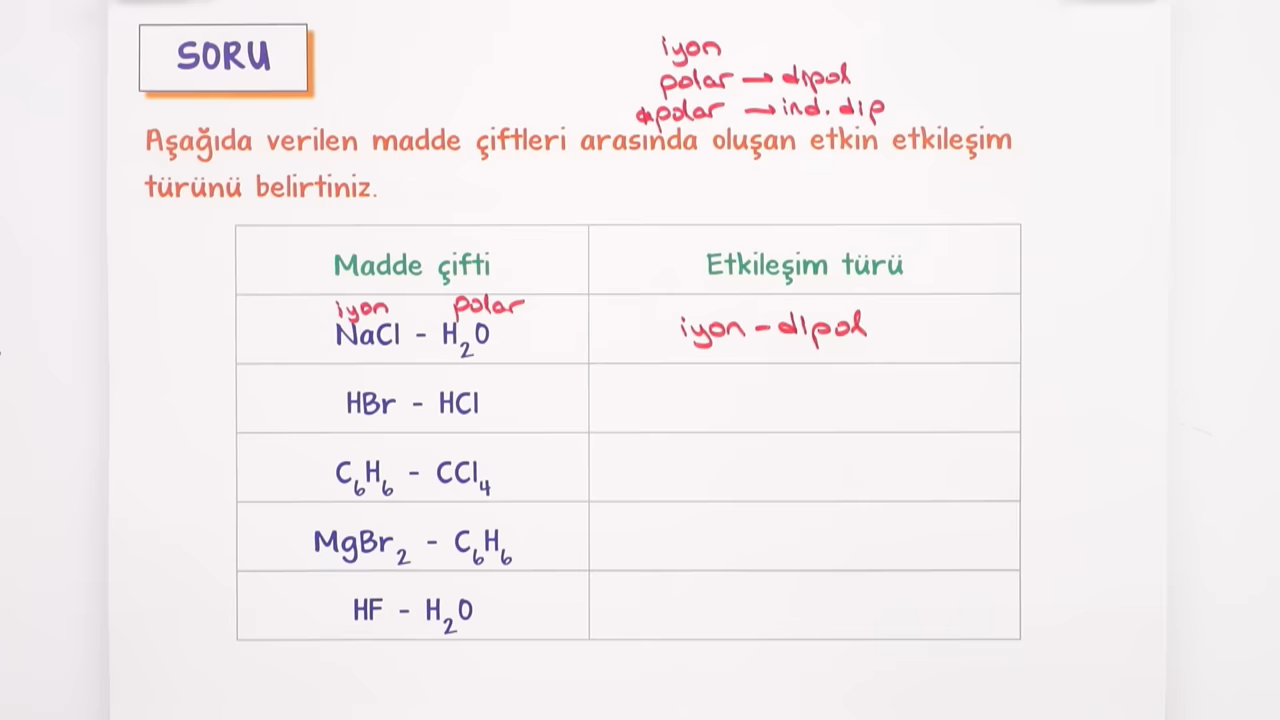 SORU
iyon
polar → dipol
apolar → ind. dip
Aşağıda verilen madde çiftleri arasında oluşan etkin etkileşim
türünü belirtiniz.
Madde çifti
Etkileşim türü
iyon polar
NaCl - H₂O
iyon - dipol
HBr - HCl
C₆H₆ - CCl₄
MgBr₂ - C₆H₆
HF - H₂O